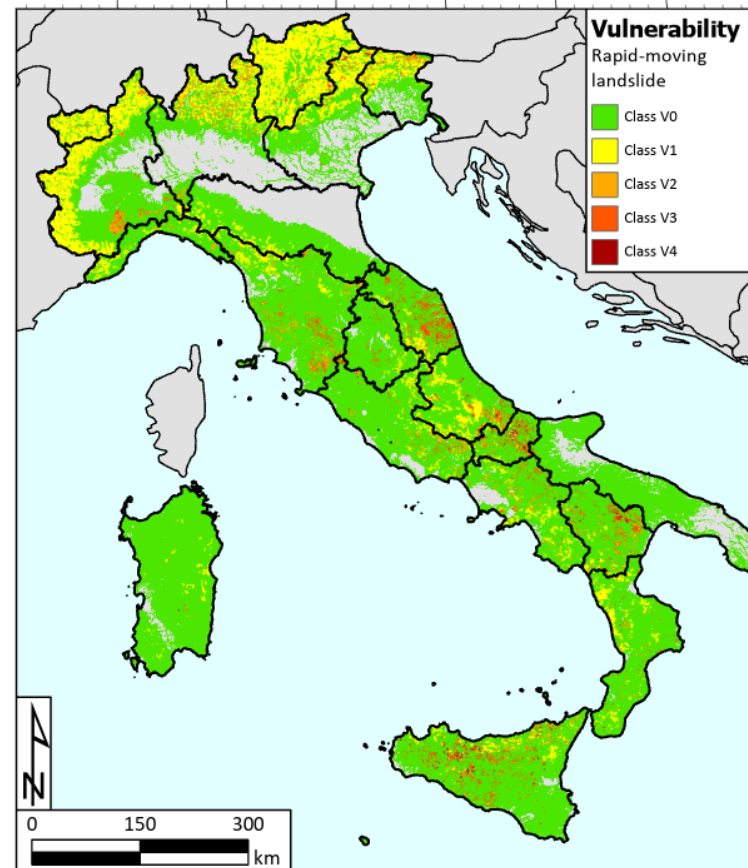 Vulnerability
Rapid-moving
landslide
Class V0
Class V1
Class V2
Class V3
Class V4
N
0 150 300
km